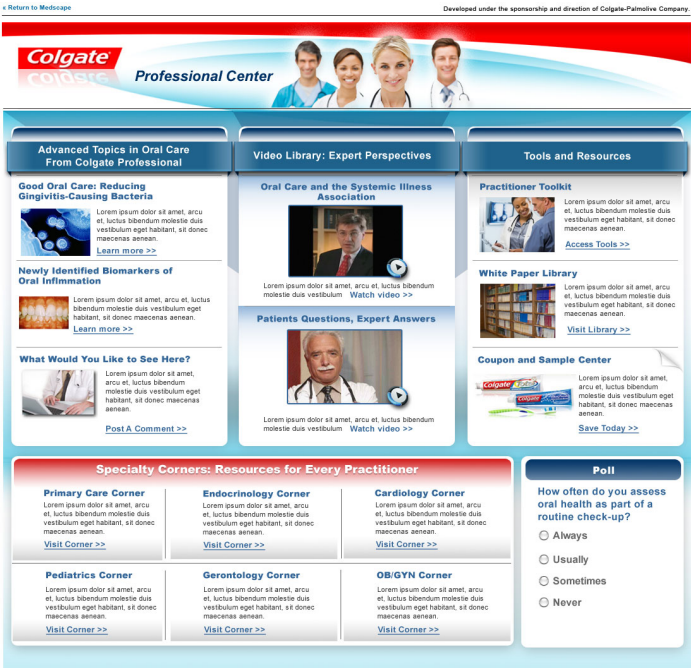 « Return to Medscape
Developed under the sponsorship and direction of Colgate-Palmolive Company.
Colgate®
Professional Center
Advanced Topics in Oral Care
From Colgate Professional
Good Oral Care: Reducing
Gingivitis-Causing Bacteria
Lorem ipsum dolor sit amet, arcu
et, luctus bibendum molestie duis
vestibulum eget habitant, sit donec
maecenas aenean.
Learn more >>
Newly Identified Biomarkers of
Oral Inflmmation
Lorem ipsum dolor sit amet, arcu et, luctus
bibendum molestie duis vestibulum eget
habitant, sit donec maecenas aenean.
Learn more >>
What Would You Like to See Here?
Lorem ipsum dolor sit amet,
arcu et, luctus bibendum
molestie duis vestibulum eget
habitant, sit donec maecenas
aenean.
Post A Comment >>
Video Library: Expert Perspectives
Oral Care and the Systemic Illness
Association
Lorem ipsum dolor sit amet, arcu et, luctus bibendum
molestie duis vestibulum Watch video >>
Patients Questions, Expert Answers
Lorem ipsum dolor sit amet, arcu et, luctus bibendum
molestie duis vestibulum Watch video >>
Tools and Resources
Practitioner Toolkit
Lorem ipsum dolor sit amet, arcu
et, luctus bibendum molestie duis
vestibulum eget habitant, sit donec
maecenas aenean.
Access Tools >>
White Paper Library
Lorem ipsum dolor sit amet, arcu
et, luctus bibendum molestie duis
vestibulum eget habitant, sit donec
maecenas aenean.
Visit Library >>
Coupon and Sample Center
Colgate
Colgate
Lorem ipsum dolor sit amet,
arcu et, luctus bibendum
molestie duis vestibulum eget
habitant, sit donec maecenas
aenean.
Save Today >>
Specialty Corners: Resources for Every Practitioner
Primary Care Corner
Lorem ipsum dolor sit amet, arcu
et, luctus bibendum molestie duis
vestibulum eget habitant, sit donec
maecenas aenean.
Visit Corner >>
Endocrinology Corner
Lorem ipsum dolor sit amet, arcu
et, luctus bibendum molestie duis
vestibulum eget habitant, sit donec
maecenas aenean.
Visit Corner >>
Cardiology Corner
Lorem ipsum dolor sit amet, arcu
et, luctus bibendum molestie duis
vestibulum eget habitant, sit donec
maecenas aenean.
Visit Corner >>
Pediatrics Corner
Lorem ipsum dolor sit amet, arcu
et, luctus bibendum molestie duis
vestibulum eget habitant, sit donec
maecenas aenean.
Visit Corner >>
Gerontology Corner
Lorem ipsum dolor sit amet, arcu
et, luctus bibendum molestie duis
vestibulum eget habitant, sit donec
maecenas aenean.
Visit Corner >>
OB/GYN Corner
Lorem ipsum dolor sit amet, arcu
et, luctus bibendum molestie duis
vestibulum eget habitant, sit donec
maecenas aenean.
Visit Corner >>
Poll
How often do you assess
oral health as part of a
routine check-up?
Always
Usually
Sometimes
Never